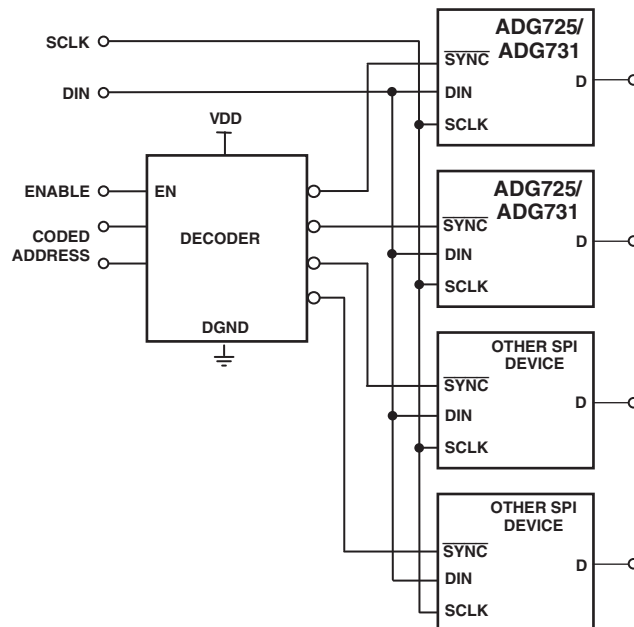 SCLK
DIN
VDD
ENABLE
EN
CODED
ADDRESS
DECODER
DGND
ADG725/
ADG731
SYNC
DIN
SCLK
D
ADG725/
ADG731
SYNC
DIN
SCLK
D
OTHER SPI
DEVICE
SYNC
DIN
SCLK
D
OTHER SPI
DEVICE
SYNC
DIN
SCLK
D